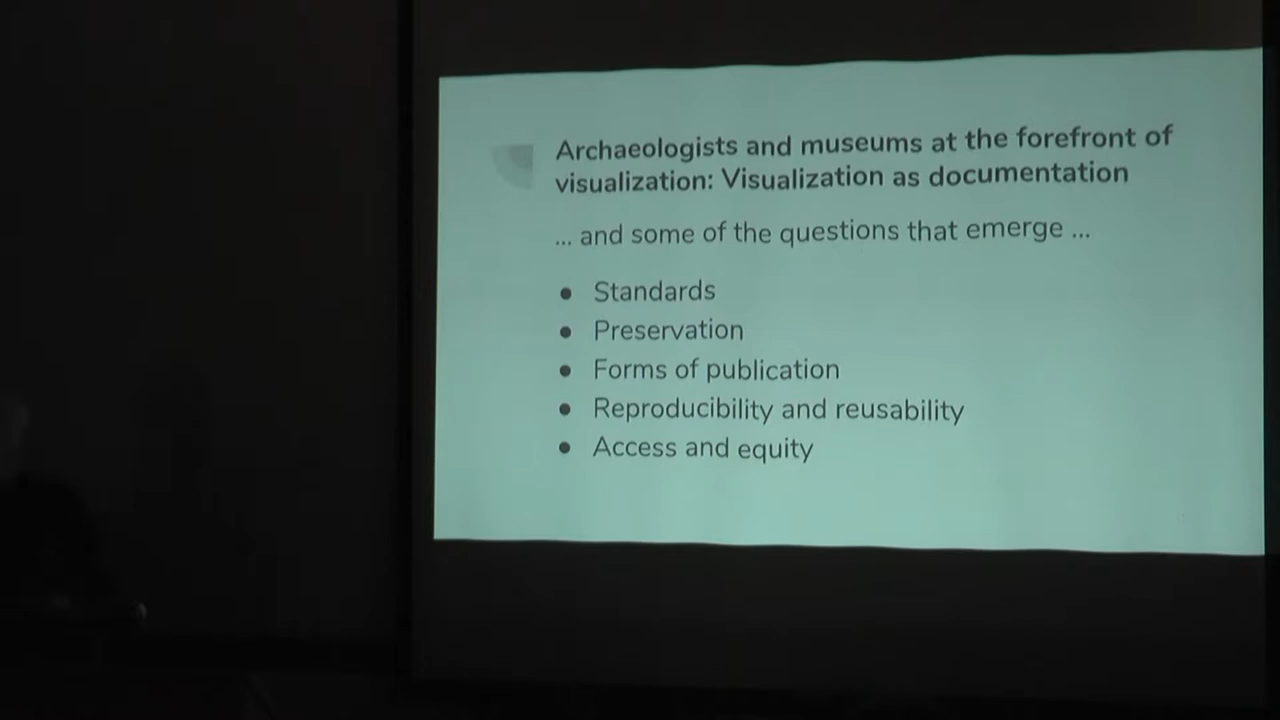 Archaeologists and museums at the forefront of
visualization: Visualization as documentation
... and some of the questions that emerge ...
● Standards
● Preservation
● Forms of publication
● Reproducibility and reusability
● Access and equity